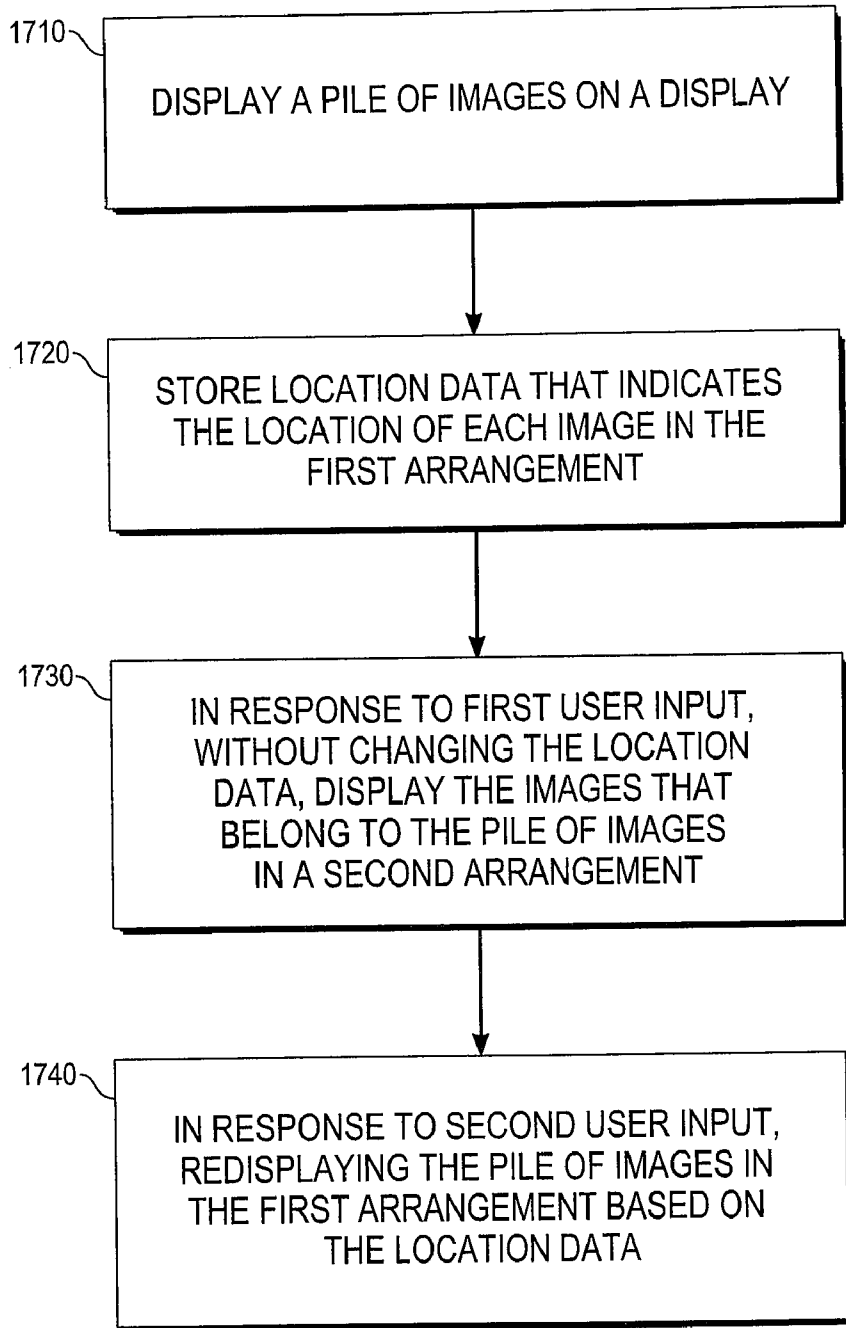 1710
DISPLAY A PILE OF IMAGES ON A DISPLAY
1720
STORE LOCATION DATA THAT INDICATES
THE LOCATION OF EACH IMAGE IN THE
FIRST ARRANGEMENT
1730
IN RESPONSE TO FIRST USER INPUT,
WITHOUT CHANGING THE LOCATION
DATA, DISPLAY THE IMAGES THAT
BELONG TO THE PILE OF IMAGES
IN A SECOND ARRANGEMENT
1740
IN RESPONSE TO SECOND USER INPUT,
REDISPLAYING THE PILE OF IMAGES IN
THE FIRST ARRANGEMENT BASED ON
THE LOCATION DATA